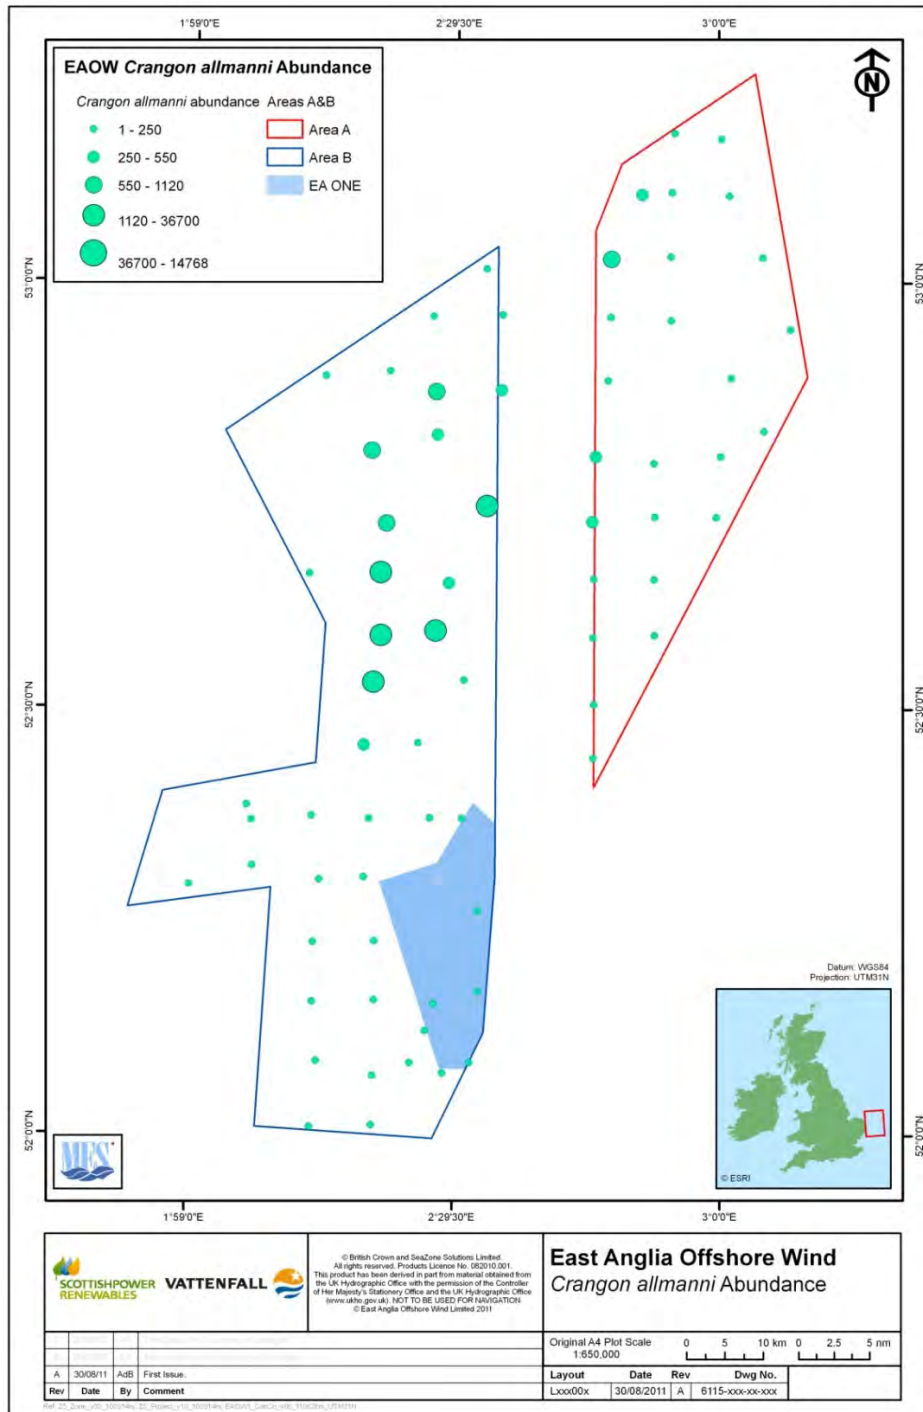 1°59'0"E 2°29'30"E 3°0'0"E
EAOW Crangon allmanni Abundance
Crangon allmanni abundance Areas A&B
1 - 250 Area A
250 - 550 Area B
550 - 1120 EA ONE
1120 - 36700
36700 - 14768
N
53°0'0"N 53°0'0"N
52°30'0"N 52°30'0"N
52°0'0"N 52°0'0"N
Datum: WGS84
Projection: UTM31N
© ESRI
MES
1°59'0"E 2°29'30"E 3°0'0"E
SCOTTISHPOWER
RENEWABLES
VATTENFALL
© British Crown and SeaZone Solutions Limited.
All rights reserved. Products Licence No. 082010.001.
This product has been derived in part from material obtained from
the UK Hydrographic Office with the permission of the Controller
of Her Majesty's Stationery Office and the UK Hydrographic Office
(www.ukho.gov.uk). NOT TO BE USED FOR NAVIGATION.
© East Anglia Offshore Wind Limited 2011
East Anglia Offshore Wind
Crangon allmanni Abundance
Original A4 Plot Scale
1:650,000
0 5 10 km 0 2.5 5 nm
A 30/08/11 AdB First Issue.
Rev Date By Comment
Layout Date Rev Dwg No.
Lxxx00x 30/08/2011 A 6115-xxx-xx-xxx